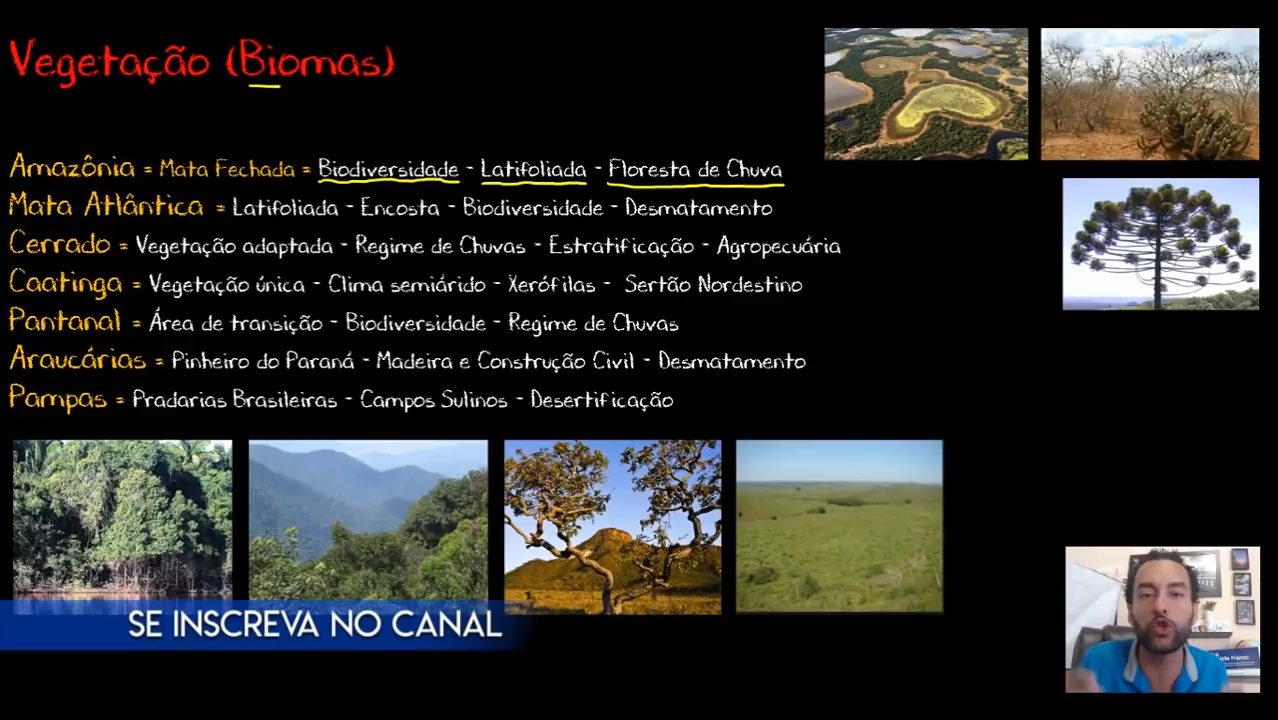 Vegetação (Biomas)
Amazônia = Mata Fechada = Biodiversidade - Latifoliada - Floresta de Chuva
Mata Atlântica = Latifoliada - Encosta - Biodiversidade - Desmatamento
Cerrado = Vegetação adaptada - Regime de Chuvas - Estratificação - Agropecuária
Caatinga = Vegetação única - Clima semiárido - Xerófilas - Sertão Nordestino
Pantanal = Área de transição - Biodiversidade - Regime de Chuvas
Araucárias = Pinheiro do Paraná - Madeira e Construção Civil - Desmatamento
Pampas = Pradarias Brasileiras - Campos Sulinos - Desertificação
SE INSCREVA NO CANAL
Franco